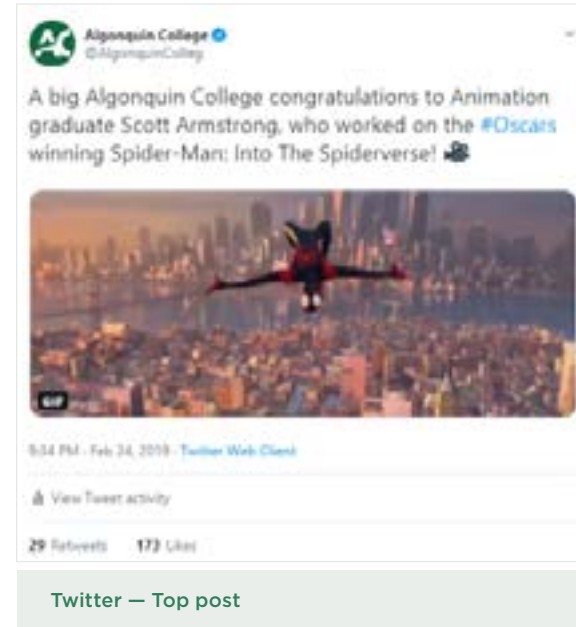 AC
Algonquin College
@AlgonquinColleg
A big Algonquin College congratulations to Animation
graduate Scott Armstrong, who worked on the #Oscars
winning Spider-Man: Into The Spiderverse!
GIF
9:34 PM - Feb 24, 2019 - Twitter Web Client
View Tweet activity
29 Retweets 173 Likes
Twitter — Top post